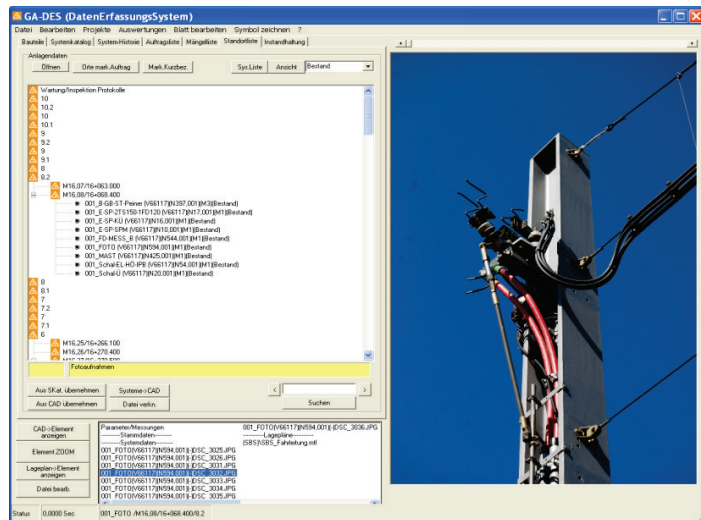 GA-DES (DatenErfassungsSystem)
Datei Bearbeiten Projekte Auswertungen Blatt bearbeiten Symbol zeichnen ?
Bauteile Systemkatalog System-Historie Auftragsliste Mängelliste Standortliste Instandhaltung
Anlagendaten
Öffnen Orte mark.Auftrag Mark.Kurzbez. Sys.Liste Ansicht Bestand
Wartung/Inspektion Protokolle
10
10.2
10
10.1
9
9.2
9
9.1
8
8.2
M16,07/16+063.000
M16,08/16+068.400
001_B-GB-ST-Peiner (V66117)|N397,001|(M3|Bestand)
001_E-SP-2TS150-1FD120 (V66117)|N17,001|(M1|Bestand)
001_E-SP-KÜ (V66117)|N16,001|(M1|Bestand)
001_E-SP-SPM (V66117)|N10,001|(M1|Bestand)
001_FD-MESS_B (V66117)|N544,001|(M1|Bestand)
001_FOTO (V66117)|N594,001|(M1|Bestand)
001_MAST (V66117)|N425,001|(M1|Bestand)
001_Schal-EL-HÖ-IPB (V66117)|N54,001|(M1|Bestand)
001_Schal-Ü (V66117)|N20,001|(M1|Bestand)
8
8.1
7
7.2
7
7.1
6
M16,25/16+266.100
M16,26/16+270.400
Fotoaufnahmen
Aus SKat. übernehmen Systeme->CAD < >
Aus CAD übernehmen Datei verkn. Suchen
CAD->Element anzeigen
Element ZOOM
Lageplan->Element anzeigen
Datei bearb.
Parameter/Messungen 001_FOTO(V66117)|N594,001|(-)DSC_3036.JPG
--------Stammdaten-------- --------Lagepläne--------
--------Systemdaten-------- (SBS)\SBS_Fahrleitung.mtl
001_FOTO(V66117)|N594,001|(-)DSC_3025.JPG
001_FOTO(V66117)|N594,001|(-)DSC_3026.JPG
001_FOTO(V66117)|N594,001|(-)DSC_3031.JPG
001_FOTO(V66117)|N594,001|(-)DSC_3032.JPG
001_FOTO(V66117)|N594,001|(-)DSC_3033.JPG
001_FOTO(V66117)|N594,001|(-)DSC_3034.JPG
001_FOTO(V66117)|N594,001|(-)DSC_3035.JPG
Status 0,0000 Sec 001_FOTO /M16.08/16+068.400/8.2